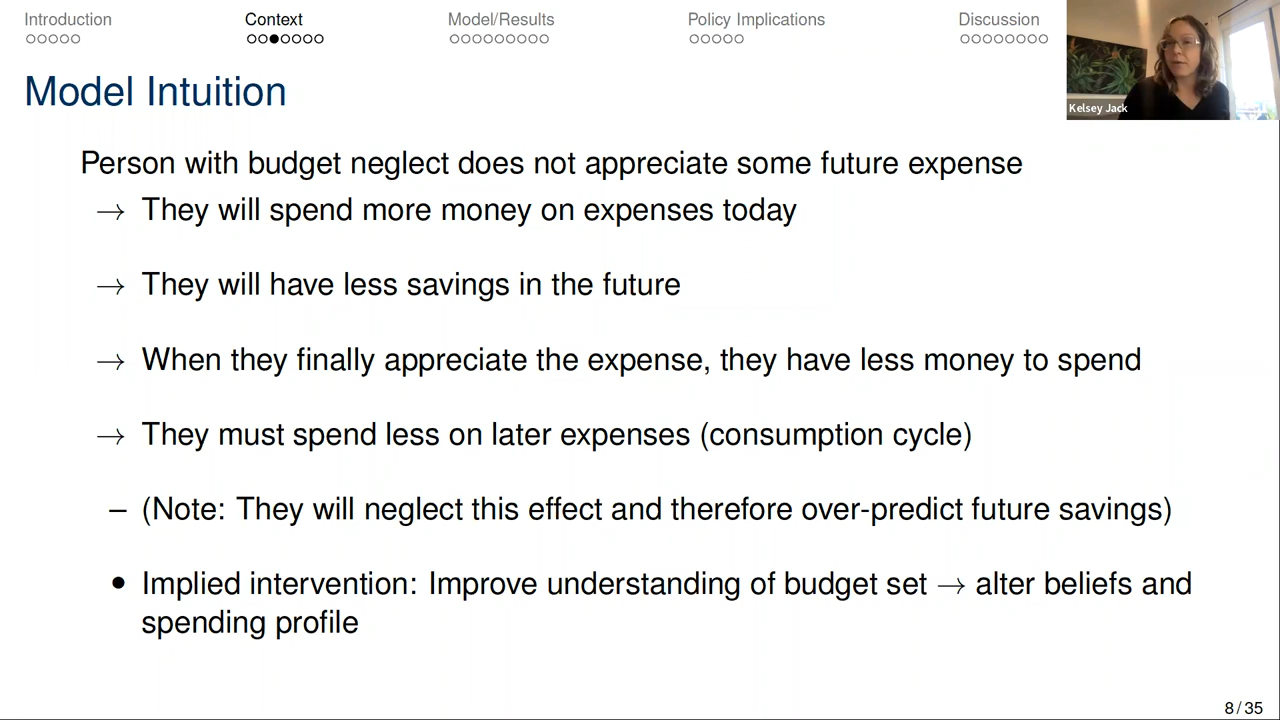 Introduction Context Model/Results Policy Implications Discussion
Kelsey Jack
Model Intuition
Person with budget neglect does not appreciate some future expense
→ They will spend more money on expenses today
→ They will have less savings in the future
→ When they finally appreciate the expense, they have less money to spend
→ They must spend less on later expenses (consumption cycle)
– (Note: They will neglect this effect and therefore over-predict future savings)
• Implied intervention: Improve understanding of budget set → alter beliefs and
spending profile
8 / 35